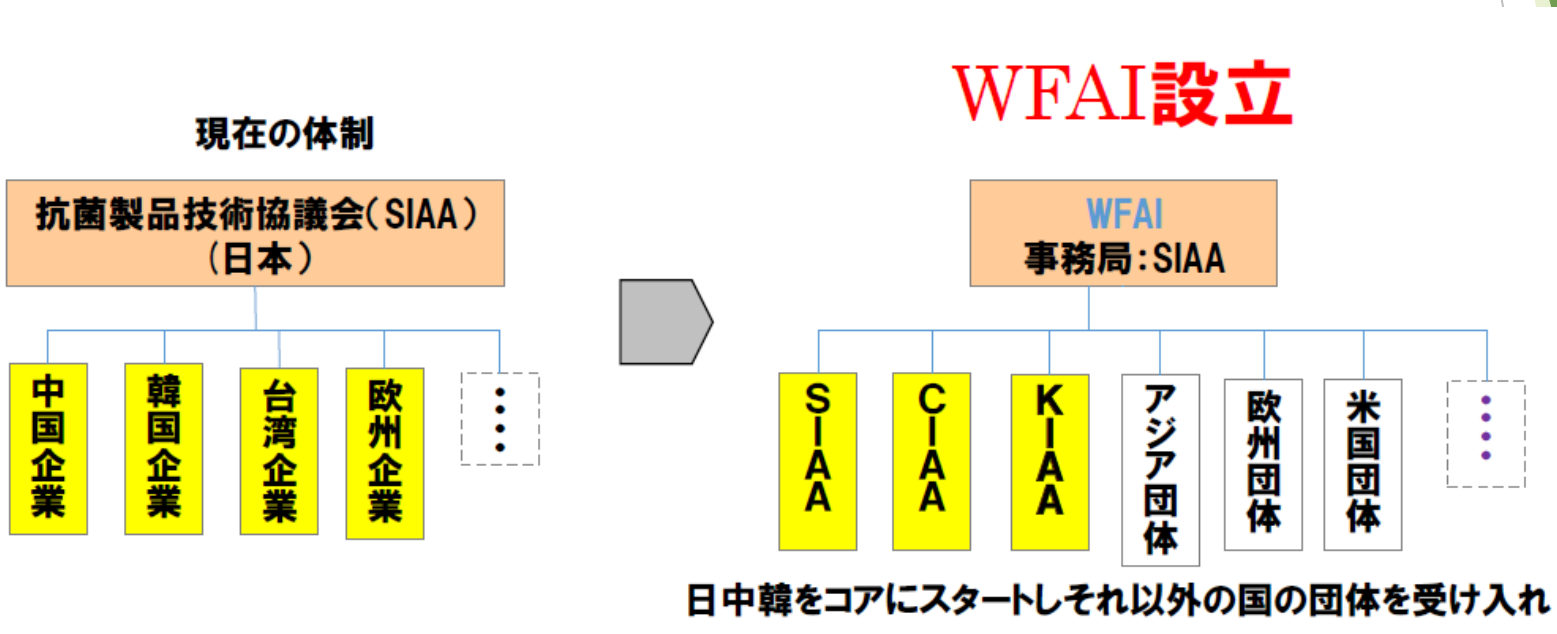 WFAI設立
現在の体制
抗菌製品技術協議会(SIAA)
(日本)
中国企業
韓国企業
台湾企業
欧州企業
・・・・
WFAI
事務局:SIAA
SIAA
CIAA
KIAA
アジア団体
欧州団体
米国団体
・・・・
日中韓をコアにスタートしそれ以外の国の団体を受け入れ